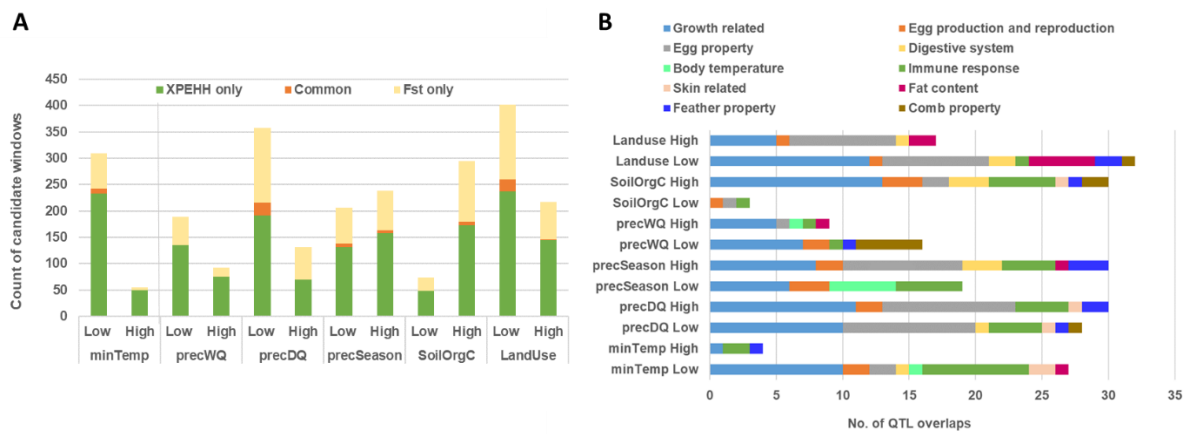 A
450
400
350
300
250
200
150
100
50
0
Count of candidate windows
XPEHH only Common Fst only
Low High Low High Low High Low High Low High Low High
minTemp precWQ precDQ precSeason SoilOrgC LandUse
B
Growth related Egg production and reproduction
Egg property Digestive system
Body temperature Immune response
Skin related Fat content
Feather property Comb property
Landuse High
Landuse Low
SoilOrgC High
SoilOrgC Low
precWQ High
precWQ Low
precSeason High
precSeason Low
precDQ High
precDQ Low
minTemp High
minTemp Low
0 5 10 15 20 25 30 35
No. of QTL overlaps